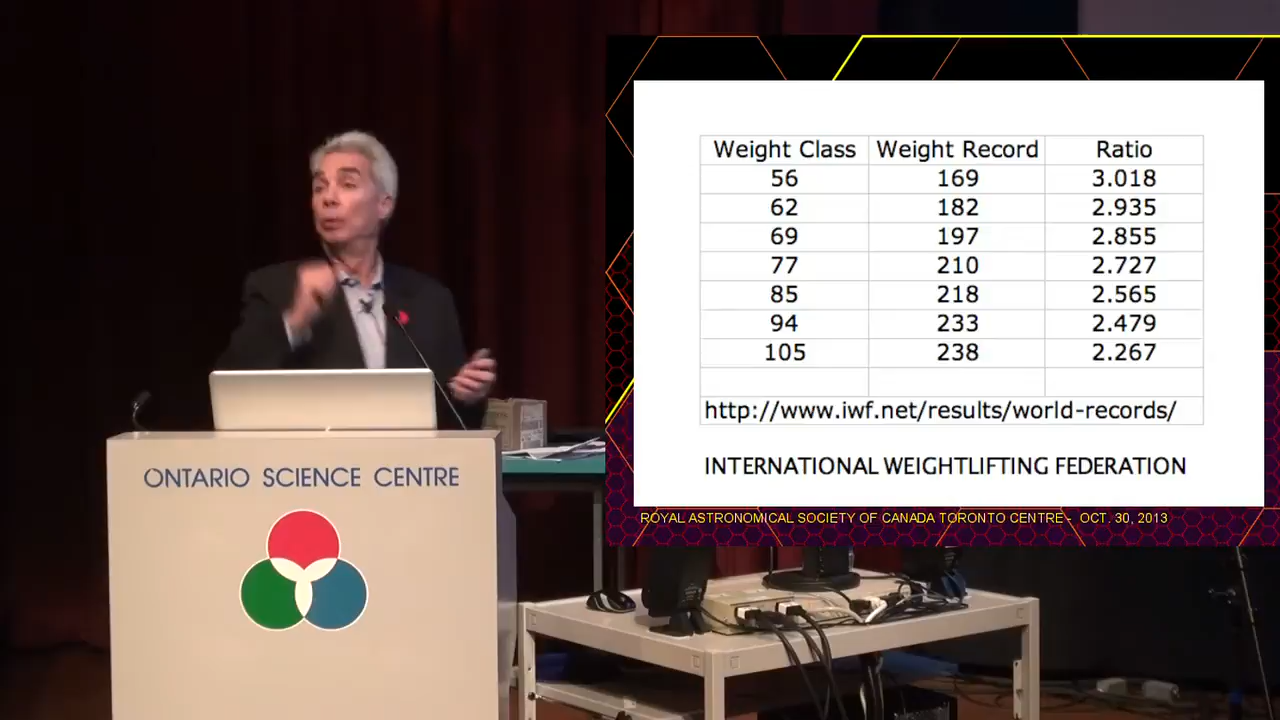 Weight Class Weight Record Ratio
56 169 3.018
62 182 2.935
69 197 2.855
77 210 2.727
85 218 2.565
94 233 2.479
105 238 2.267
http://www.iwf.net/results/world-records/
INTERNATIONAL WEIGHTLIFTING FEDERATION
ROYAL ASTRONOMICAL SOCIETY OF CANADA TORONTO CENTRE - OCT. 30, 2013
ONTARIO SCIENCE CENTRE